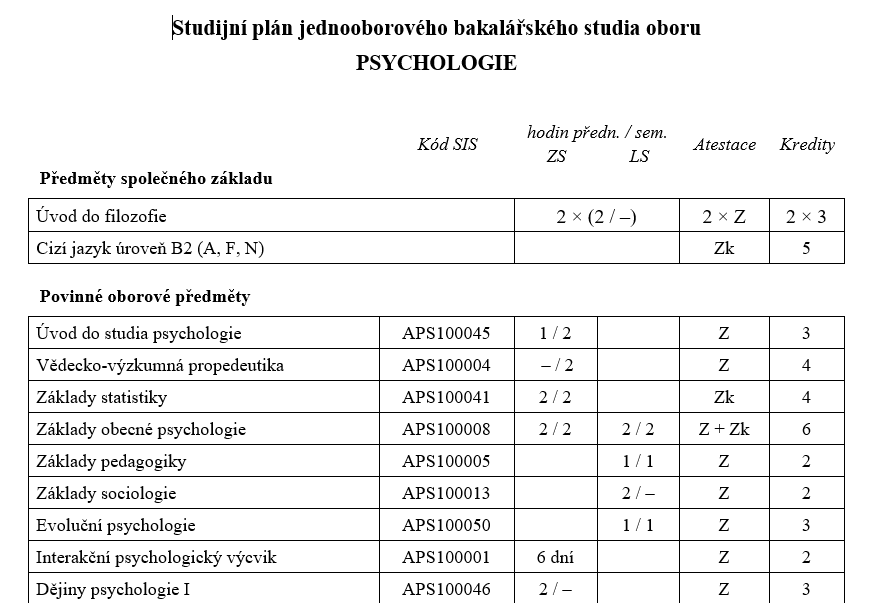 Studijní plán jednooborového bakalářského studia oboru
PSYCHOLOGIE
Kód SIS hodin předn. / sem. Atestace Kredity
ZS LS
Předměty společného základu
Úvod do filozofie 2 × (2 / –) 2 × Z 2 × 3
Cizí jazyk úroveň B2 (A, F, N) Zk 5
Povinné oborové předměty
Úvod do studia psychologie APS100045 1 / 2 Z 3
Vědecko-výzkumná propedeutika APS100004 – / 2 Z 4
Základy statistiky APS100041 2 / 2 Zk 4
Základy obecné psychologie APS100008 2 / 2 2 / 2 Z + Zk 6
Základy pedagogiky APS100005 1 / 1 Z 2
Základy sociologie APS100013 2 / – Z 2
Evoluční psychologie APS100050 1 / 1 Z 3
Interakční psychologický výcvik APS100001 6 dní Z 2
Dějiny psychologie I APS100046 2 / – Z 3